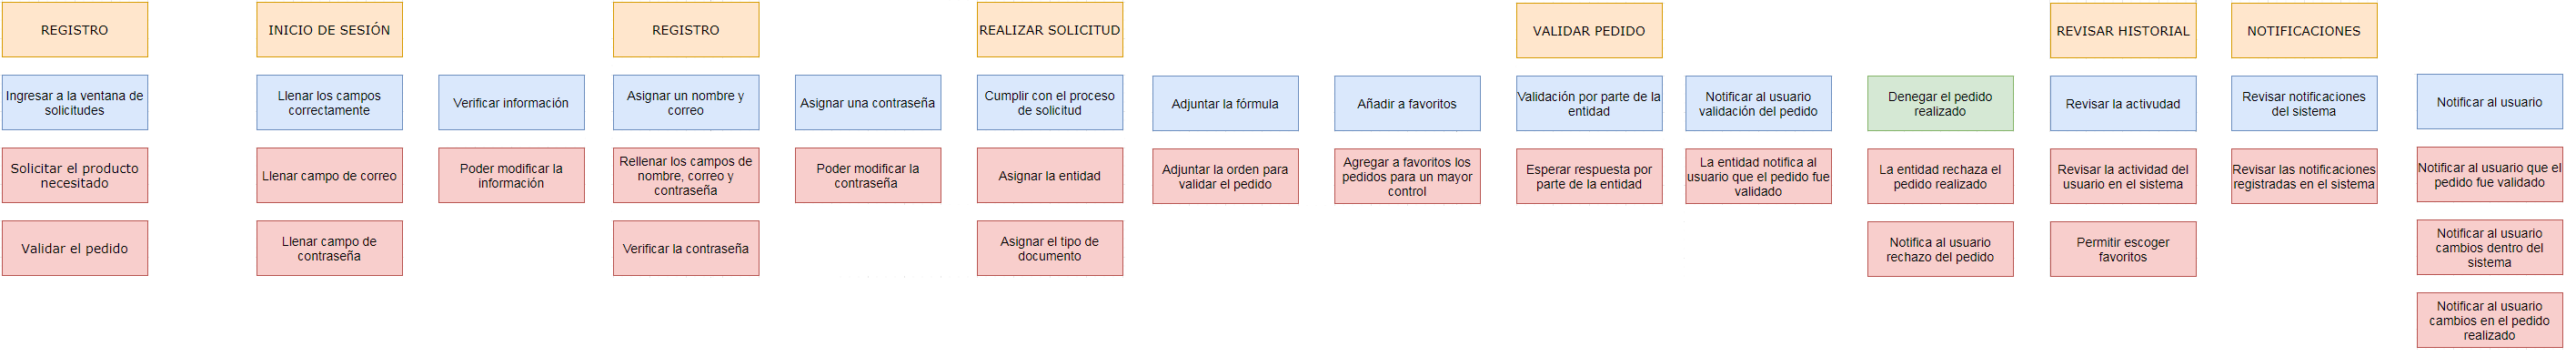 REGISTRO
INICIO DE SESIÓN
REGISTRO
REALIZAR SOLICITUD
VALIDAR PEDIDO
REVISAR HISTORIAL
NOTIFICACIONES
Ingresar a la ventana de
solicitudes
Llenar los campos
correctamente
Verificar información
Asignar un nombre y
correo
Asignar una contraseña
Cumplir con el proceso
de solicitud
Adjuntar la fórmula
Añadir a favoritos
Validación por parte de la
entidad
Notificar al usuario
validación del pedido
Denegar el pedido
realizado
Revisar la activudad
Revisar notificaciones
del sistema
Notificar al usuario
Solicitar el producto
necesitado
Llenar campo de correo
Poder modificar la
información
Rellenar los campos de
nombre, correo y
contraseña
Poder modificar la
contraseña
Asignar la entidad
Adjuntar la orden para
validar el pedido
Agregar a favoritos los
pedidos para un mayor
control
Esperar respuesta por
parte de la entidad
La entidad notifica al
usuario que el pedido fue
validado
La entidad rechaza el
pedido realizado
Revisar la actividad del
usuario en el sistema
Revisar las notificaciones
registradas en el sistema
Notificar al usuario que el
pedido fue validado
Validar el pedido
Llenar campo de
contraseña
Verificar la contraseña
Asignar el tipo de
documento
Notifica al usuario
rechazo del pedido
Permitir escoger
favoritos
Notificar al usuario
cambios dentro del
sistema
Notificar al usuario
cambios en el pedido
realizado